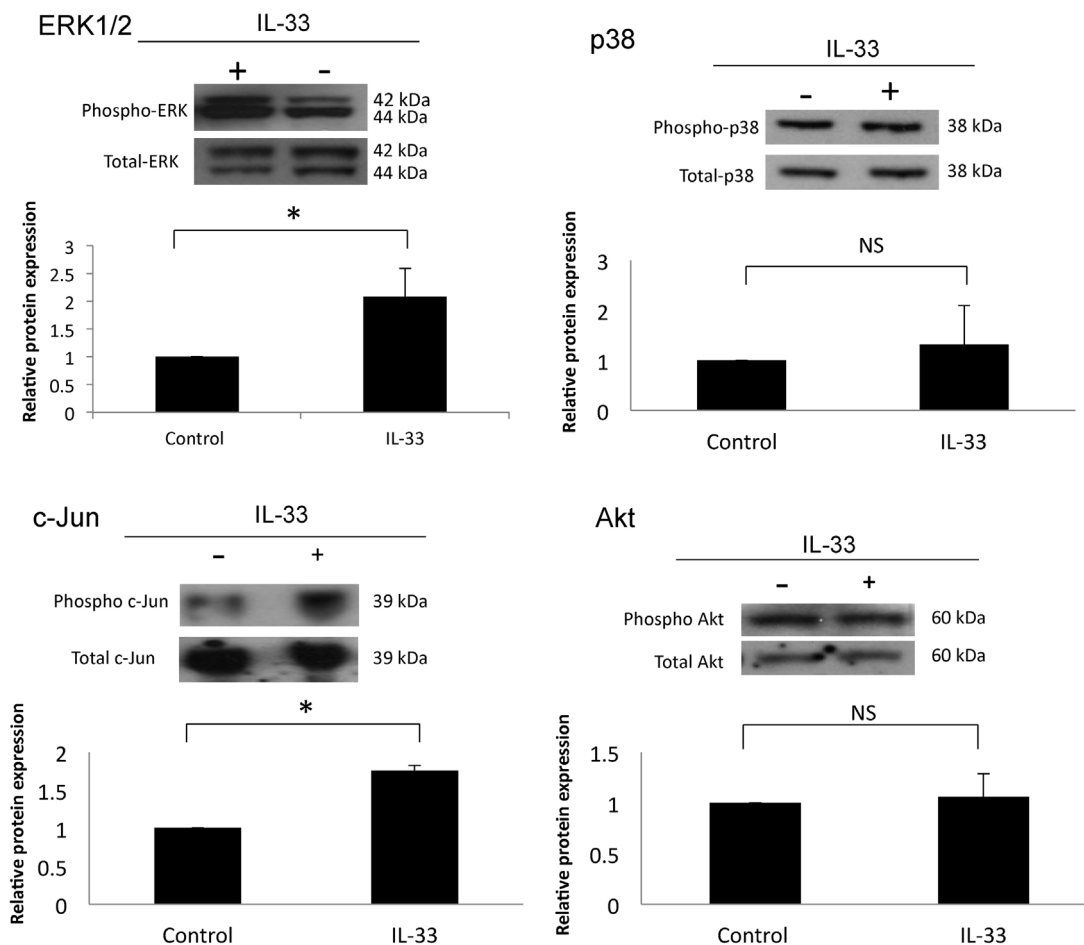 ERK1/2
IL-33
+ -
Phospho-ERK
42 kDa
44 kDa
Total-ERK
42 kDa
44 kDa
*
Relative protein expression
3
2.5
2
1.5
1
0.5
0
Control IL-33
p38
IL-33
- +
Phospho-p38 38 kDa
Total-p38 38 kDa
NS
Relative protein expression
3
2
1
0
Control IL-33
c-Jun
IL-33
- +
Phospho c-Jun 39 kDa
Total c-Jun 39 kDa
*
Relative protein expression
2
1.5
1
0.5
0
Control IL-33
Akt
IL-33
- +
Phospho Akt 60 kDa
Total Akt 60 kDa
NS
Relative protein expression
1.5
1
0.5
0
Control IL-33